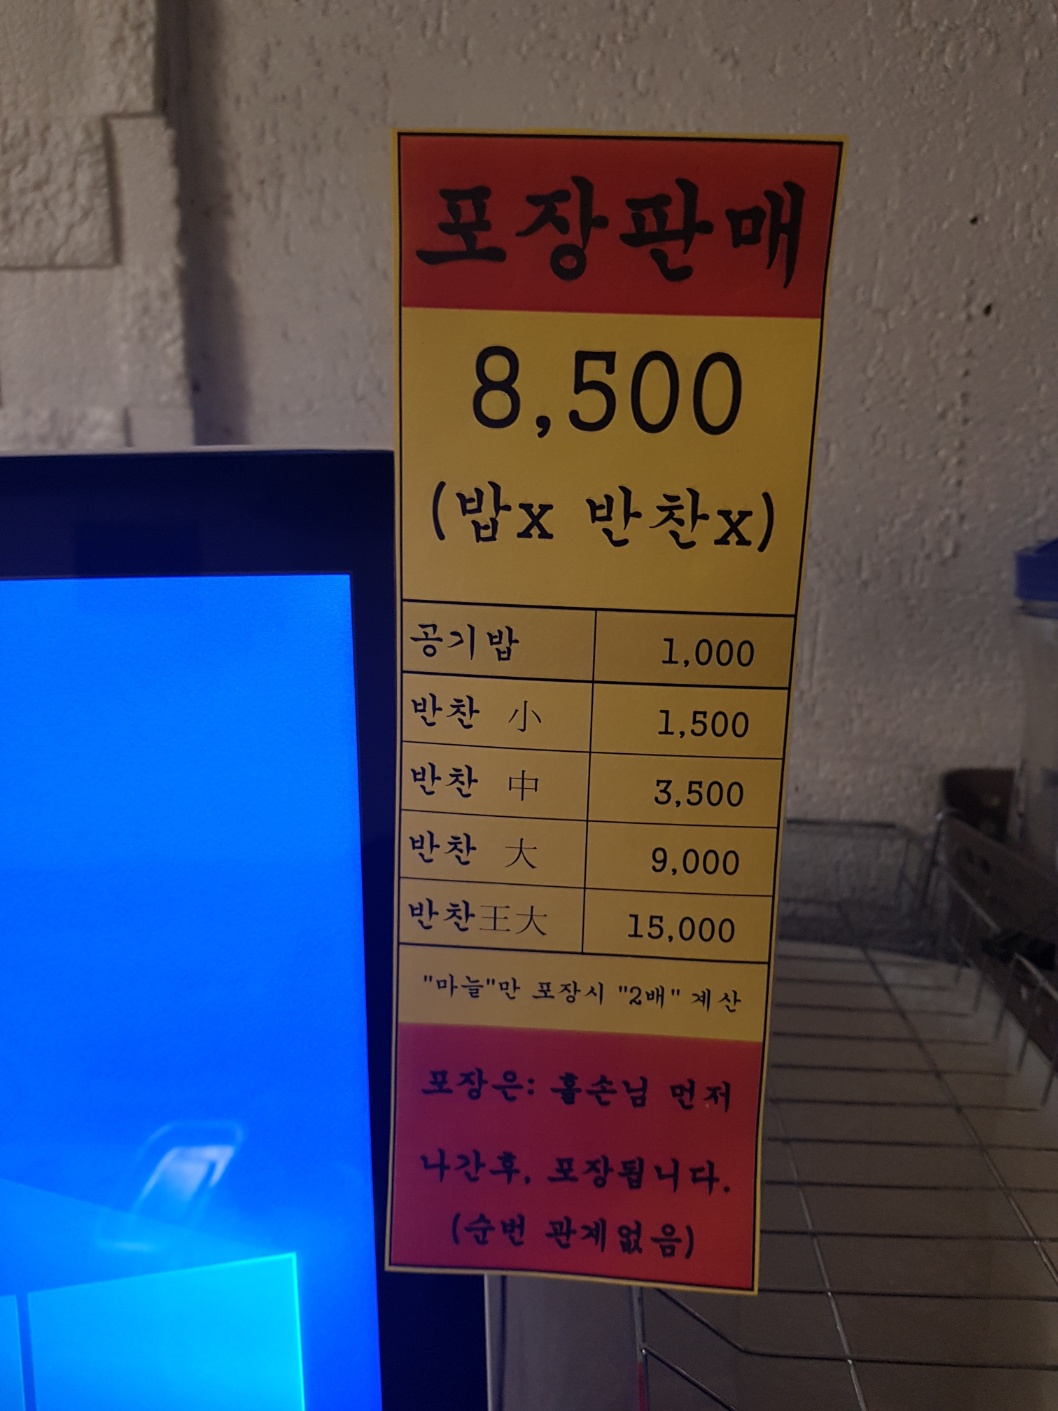 포장판매
8,500
(밥x 반찬x)
공기밥 1,000
반찬 小 1,500
반찬 中 3,500
반찬 大 9,000
반찬王大 15,000
"마늘"만 포장시 "2배" 계산
포장은: 홀손님 먼저
나간후, 포장됩니다.
(순번 관계없음)